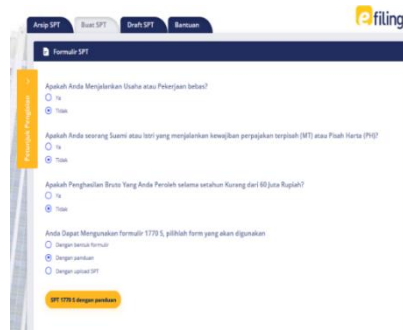 efiling
Arsip SPT Buat SPT Draft SPT Bantuan
Formulir SPT
Petunjuk Pengisian
Apakah Anda Menjalankan Usaha atau Pekerjaan bebas?
Ya
Tidak
Apakah Anda seorang Suami atau Istri yang menjalankan kewajiban perpajakan terpisah (MT) atau Pisah Harta (PH)?
Ya
Tidak
Apakah Penghasilan Bruto Yang Anda Peroleh selama setahun Kurang dari 60 Juta Rupiah?
Ya
Tidak
Anda Dapat Mengunakan formulir 1770 S, pilihlah form yang akan digunakan
Dengan bentuk formulir
Dengan panduan
Dengan upload SPT
SPT 1770 S dengan panduan